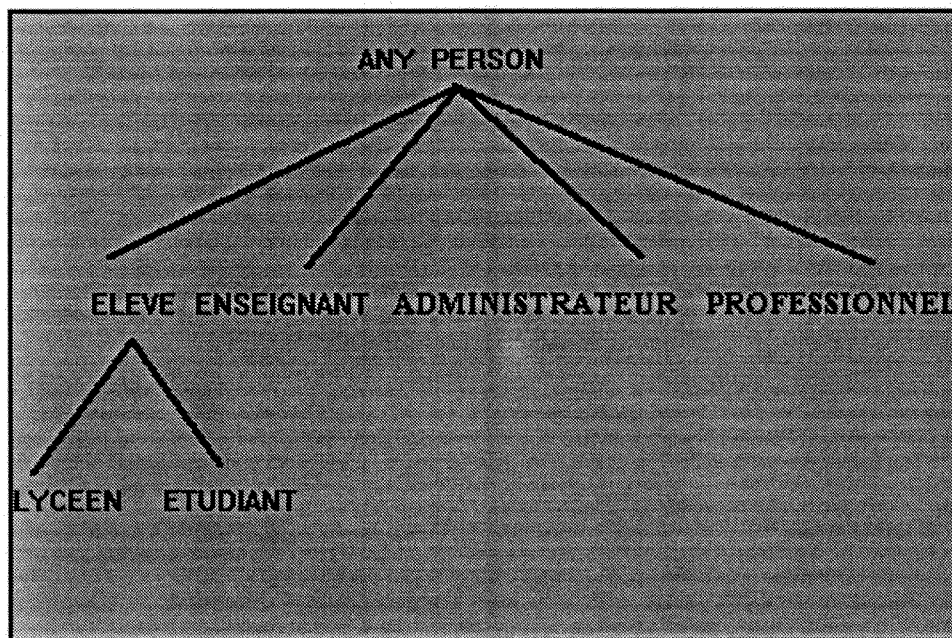 ANY PERSON
ELEVE ENSEIGNANT ADMINISTRATEUR PROFESSIONNEL
LYCEEN ETUDIANT